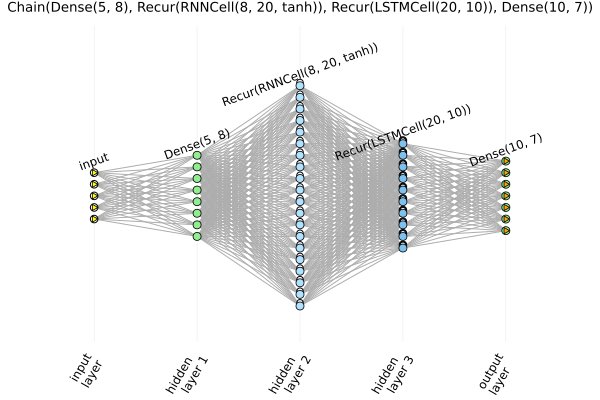 Chain(Dense(5, 8), Recur(RNNCell(8, 20, tanh)), Recur(LSTMCell(20, 10)), Dense(10, 7))
input
Dense(5, 8)
Recur(RNNCell(8, 20, tanh))
Recur(LSTMCell(20, 10))
Dense(10, 7)
input
layer
hidden
layer 1
hidden
layer 2
hidden
layer 3
output
layer